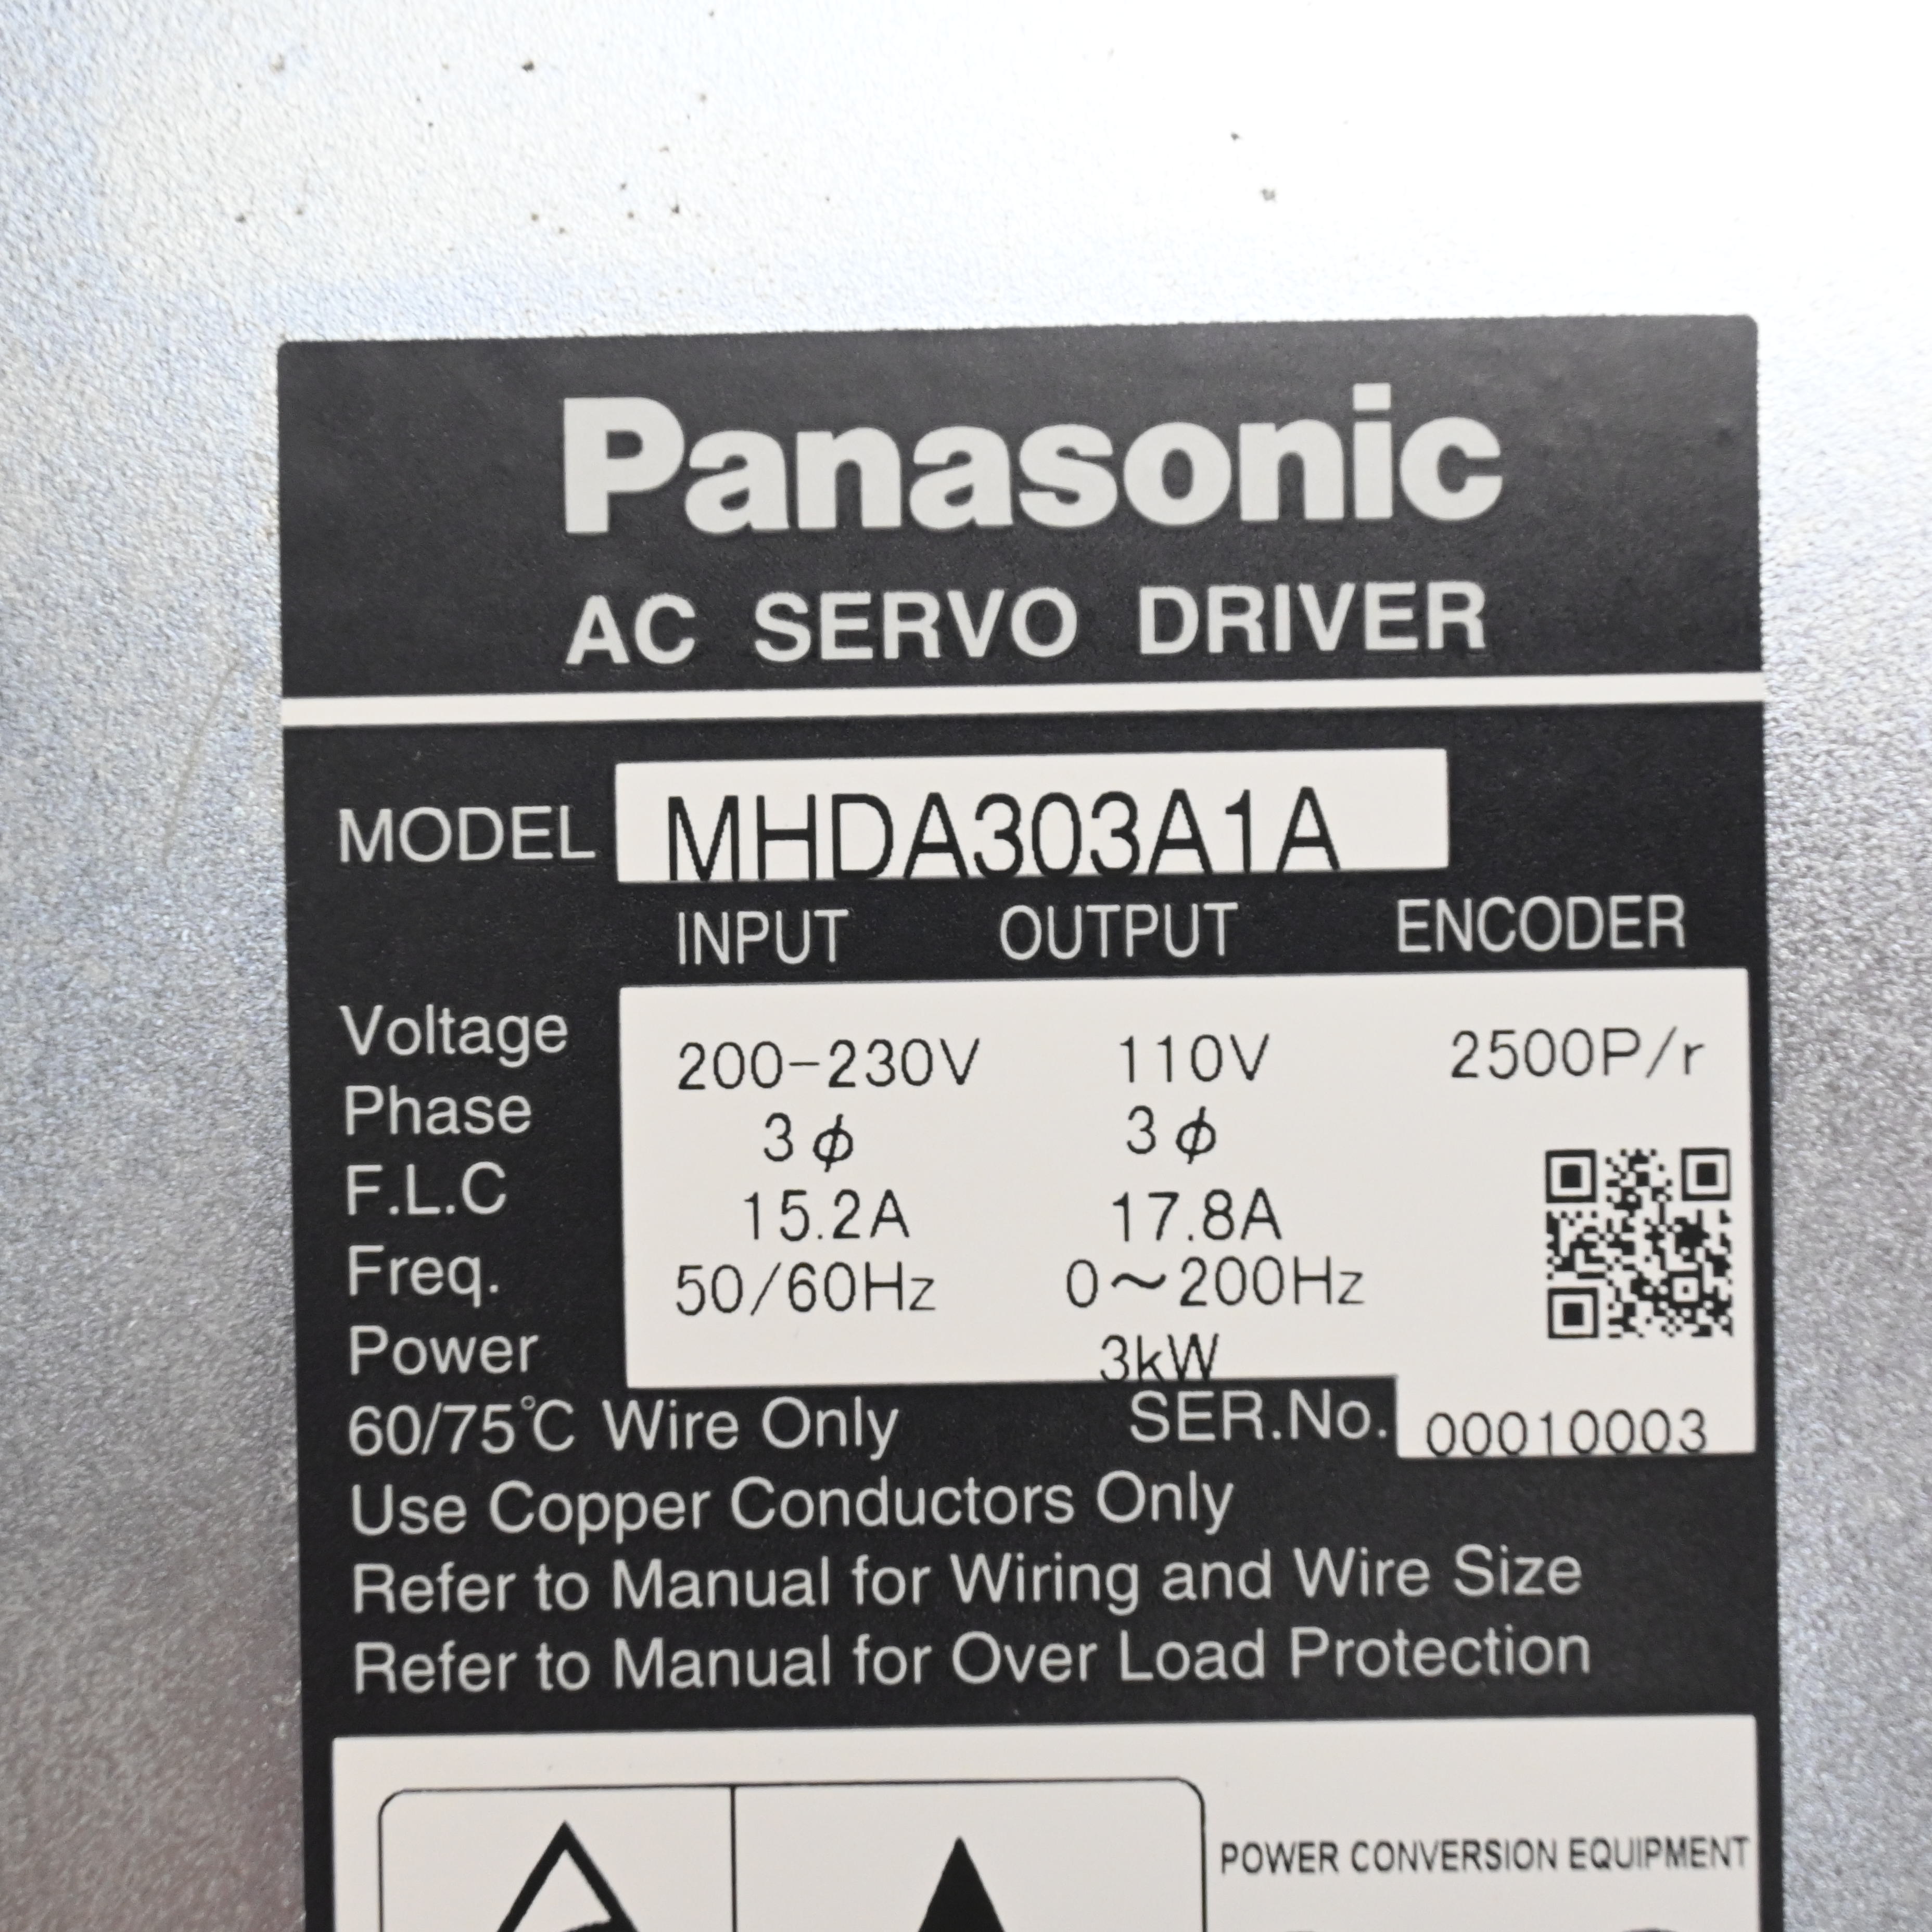 Panasonic
AC SERVO DRIVER
MODEL MHDA303A1A
INPUT OUTPUT ENCODER
Voltage 200-230V 110V 2500P/r
Phase 3ϕ 3ϕ
F.L.C 15.2A 17.8A
Freq. 50/60Hz 0~200Hz
Power 3kW
60/75℃ Wire Only SER.No. 00010003
Use Copper Conductors Only
Refer to Manual for Wiring and Wire Size
Refer to Manual for Over Load Protection
POWER CONVERSION EQUIPMENT